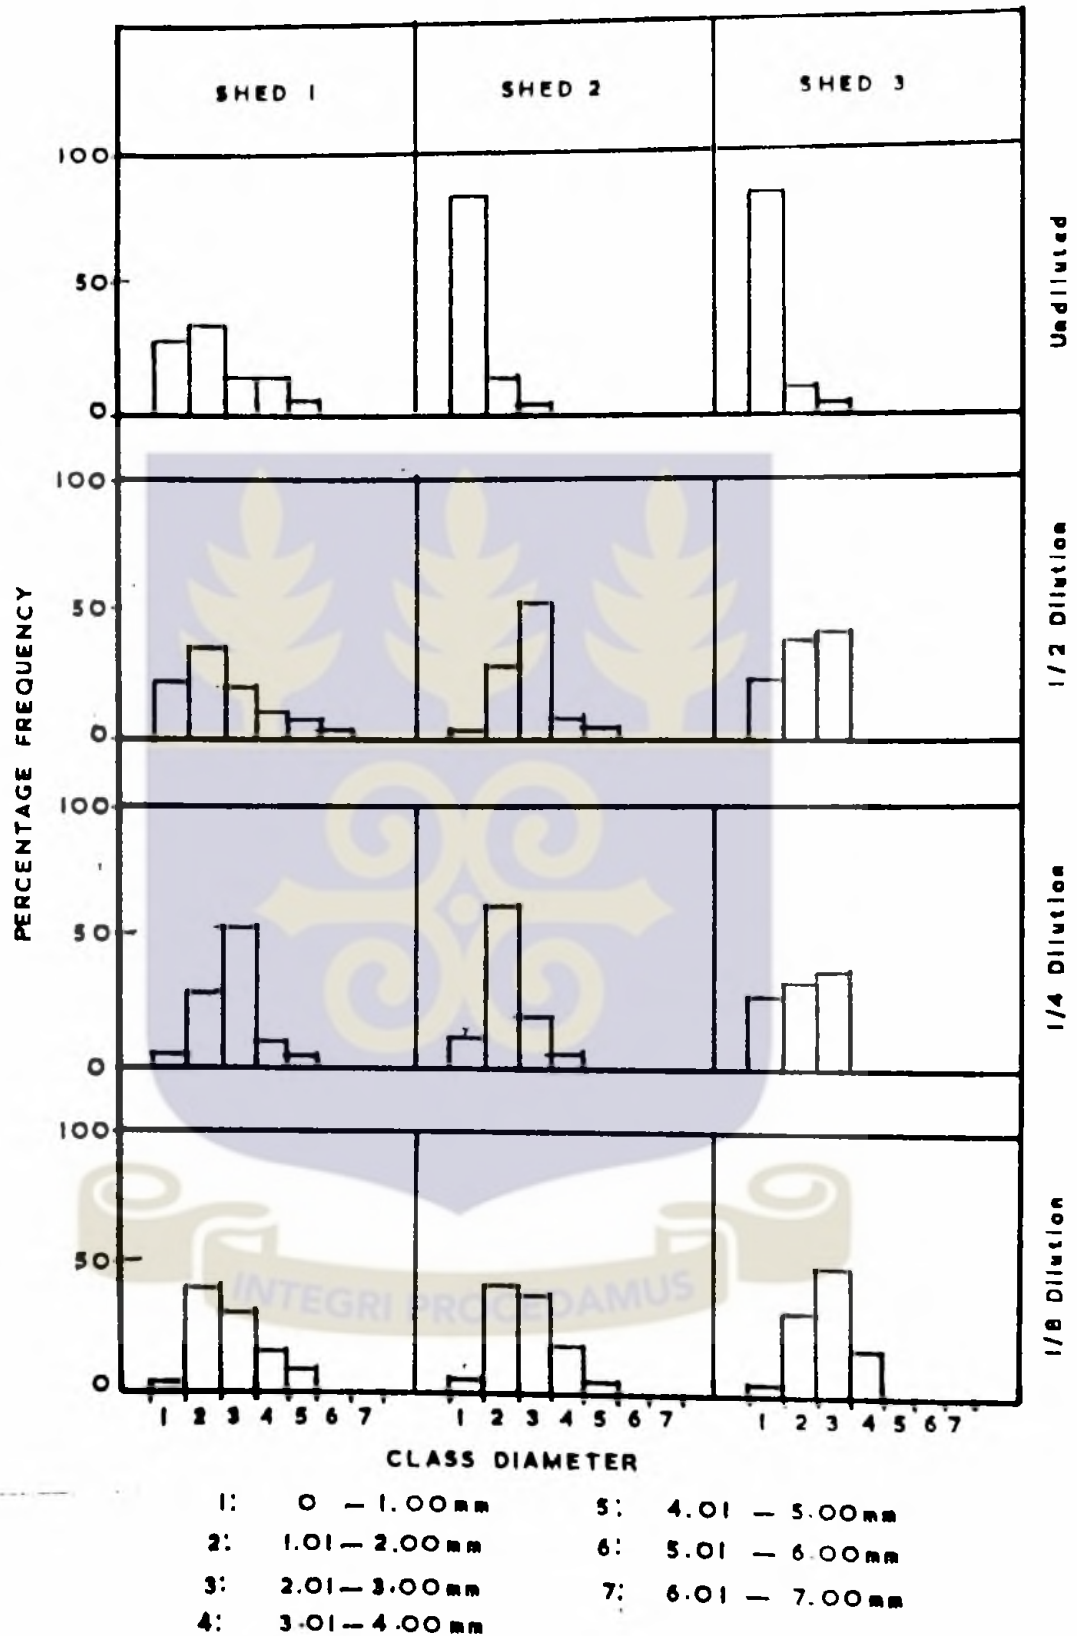 SHED 1 SHED 2 SHED 3
100
50
0
Undiluted
100
50
0
1/2 Dilution
100
50
0
1/4 Dilution
100
50
0
1/8 Dilution
PERCENTAGE FREQUENCY
INTEGRI PROCEDAMUS
1 2 3 4 5 6 7 1 2 3 4 5 6 7 1 2 3 4 5 6 7
CLASS DIAMETER
1: 0 – 1.00mm 5: 4.01 – 5.00mm
2: 1.01 – 2.00mm 6: 5.01 – 6.00mm
3: 2.01 – 3.00mm 7: 6.01 – 7.00mm
4: 3.01 – 4.00mm